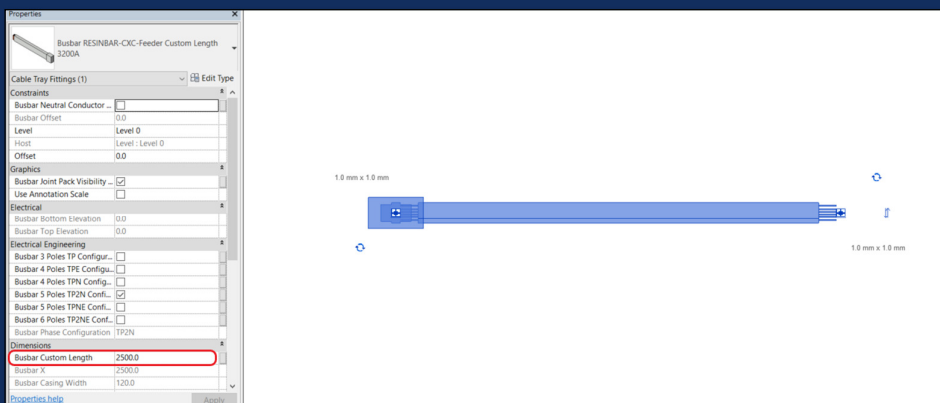 Properties
Busbar RESINBAR-CXC-Feeder Custom Length
3200A
Cable Tray Fittings (1)
Edit Type
Constraints
Busbar Neutral Conductor ...
Busbar Offset 0.0
Level Level 0
Host Level : Level 0
Offset 0.0
Graphics
Busbar Joint Pack Visibility ...
Use Annotation Scale
Electrical
Busbar Bottom Elevation 0.0
Busbar Top Elevation 0.0
Electrical Engineering
Busbar 3 Poles TP Configur...
Busbar 4 Poles TPE Configu...
Busbar 4 Poles TPN Config...
Busbar 5 Poles TP2N Confi...
Busbar 5 Poles TPNE Confi...
Busbar 6 Poles TP2NE Conf...
Busbar Phase Configuration TP2N
Dimensions
Busbar Custom Length 2500.0
Busbar X 2500.0
Busbar Casing Width 120.0
Properties help
Apply
1.0 mm x 1.0 mm
1.0 mm x 1.0 mm